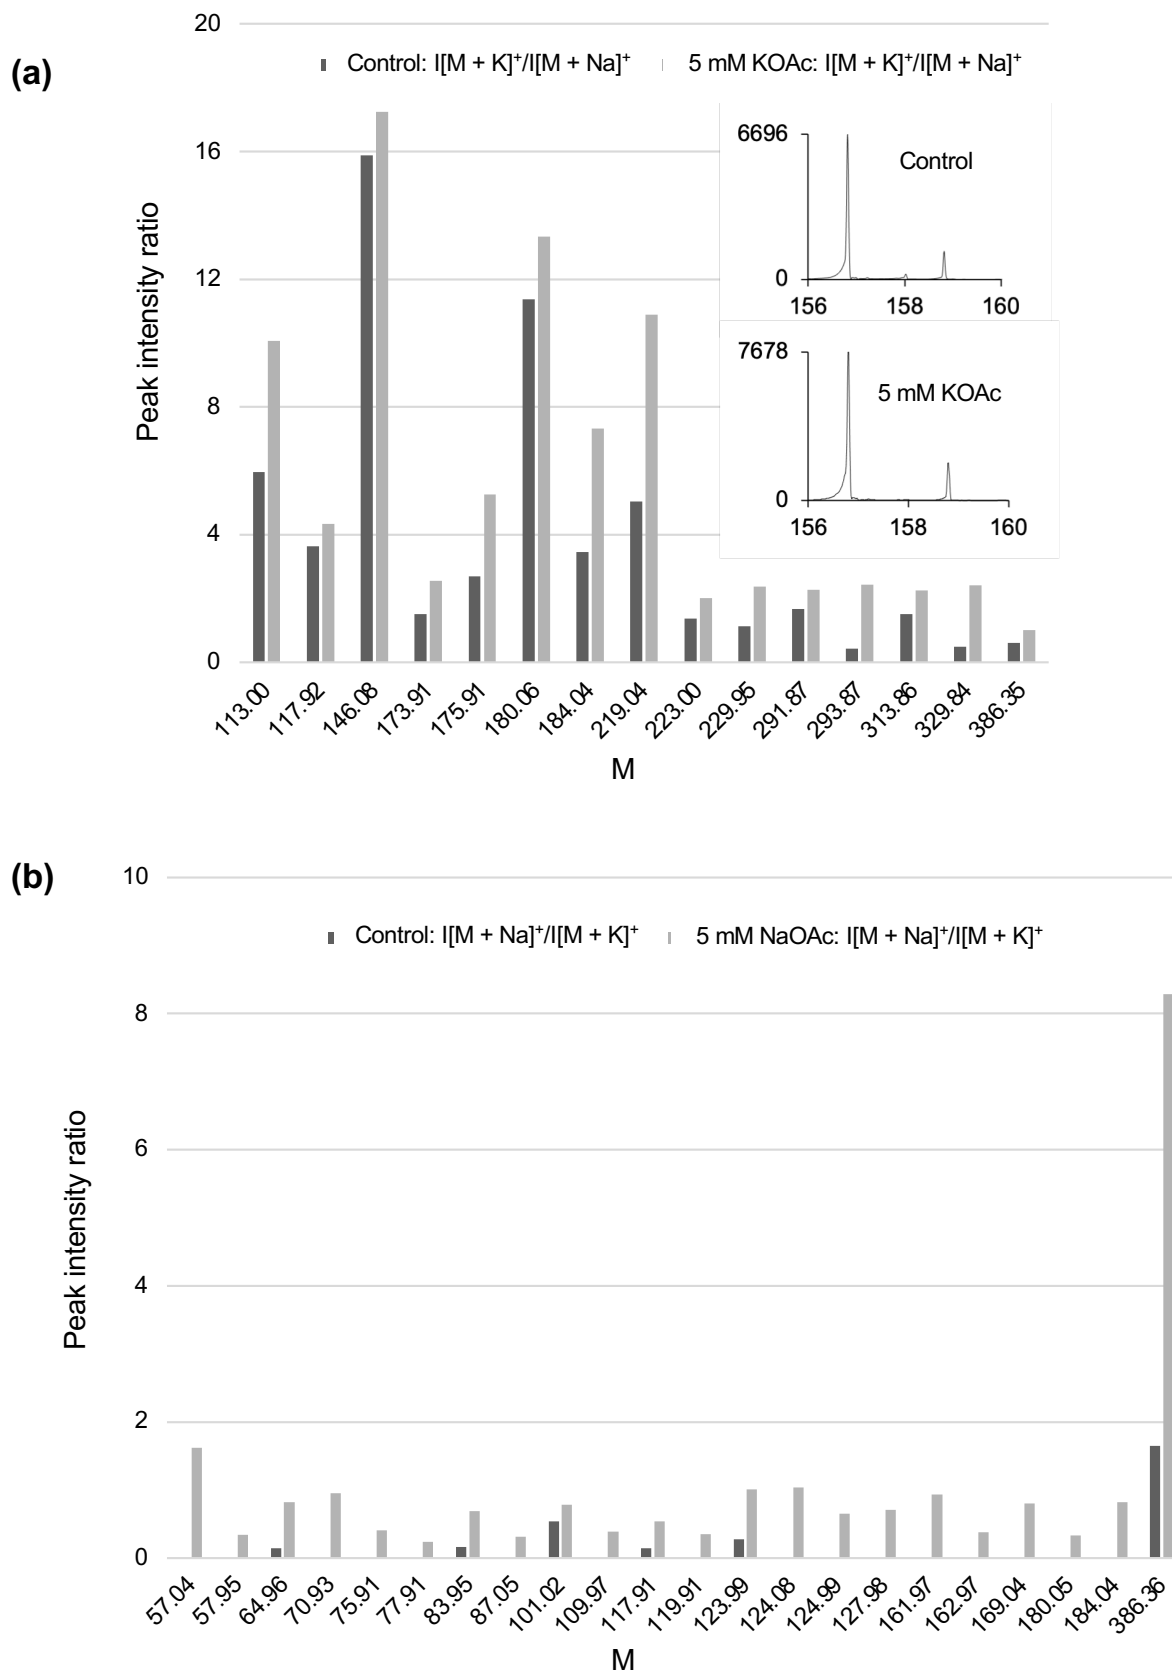 (a)
20
16
12
8
4
0
Peak intensity ratio
Control: I[M + K]⁺/I[M + Na]⁺ 5 mM KOAc: I[M + K]⁺/I[M + Na]⁺
6696
Control
0
156 158 160
7678
5 mM KOAc
0
156 158 160
113.00 117.92 146.08 173.91 175.91 180.06 184.04 219.04 223.00 229.95 291.87 293.87 313.86 329.84 386.35
M
(b)
10
8
6
4
2
0
Peak intensity ratio
Control: I[M + Na]⁺/I[M + K]⁺ 5 mM NaOAc: I[M + Na]⁺/I[M + K]⁺
57.04 57.95 64.96 70.93 75.91 77.91 83.95 87.05 101.02 109.97 117.91 119.91 123.99 124.08 124.99 127.98 161.97 162.97 169.04 180.05 184.04 386.36
M